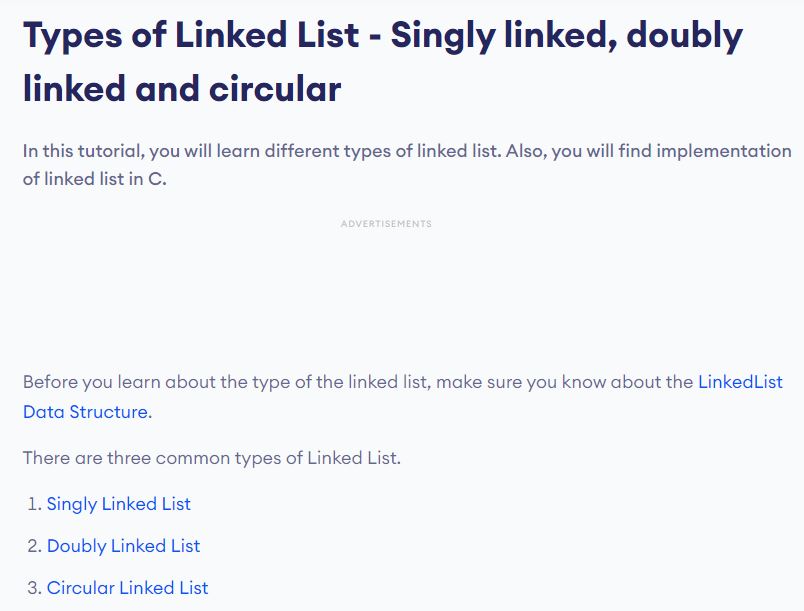 Types of Linked List - Singly linked, doubly
linked and circular
In this tutorial, you will learn different types of linked list. Also, you will find implementation
of linked list in C.
ADVERTISEMENTS
Before you learn about the type of the linked list, make sure you know about the LinkedList
Data Structure.
There are three common types of Linked List.
1. Singly Linked List
2. Doubly Linked List
3. Circular Linked List